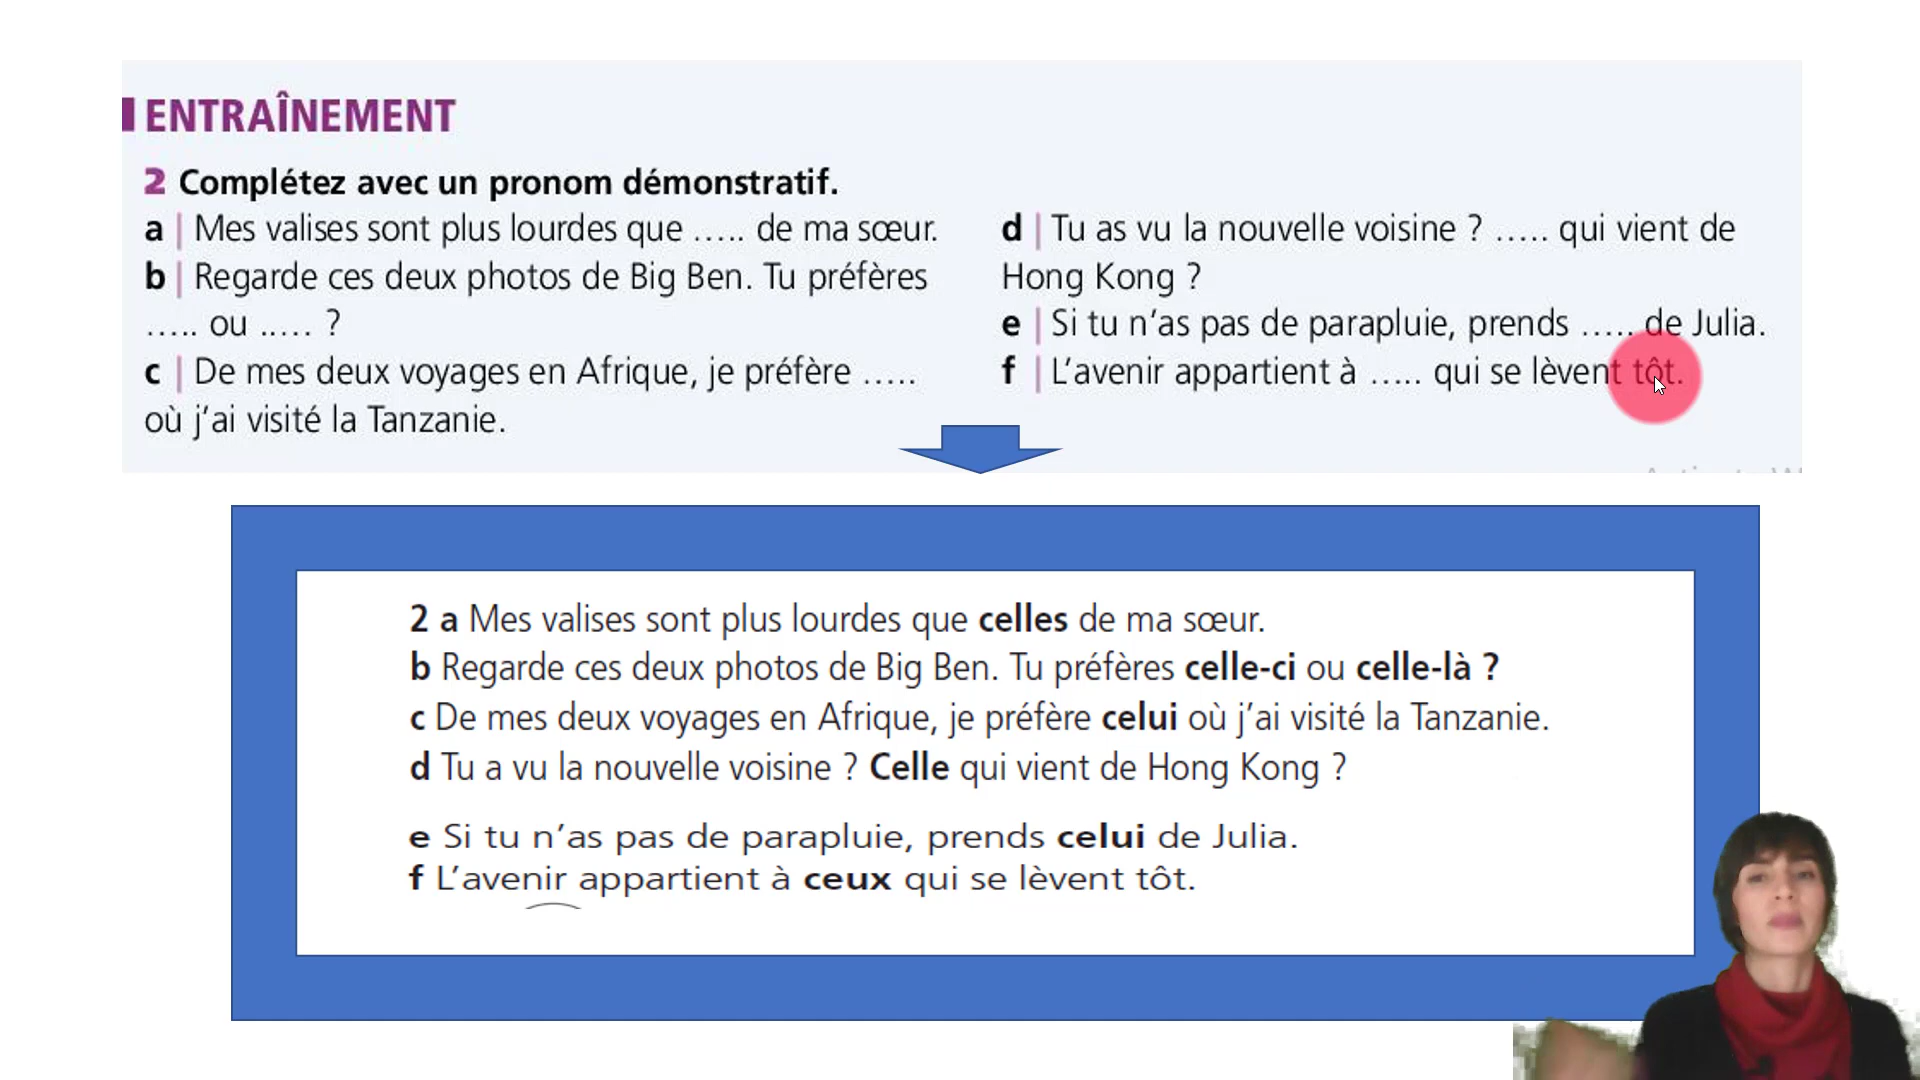 ENTRAÎNEMENT
2 Complétez avec un pronom démonstratif.
a | Mes valises sont plus lourdes que ..... de ma sœur.
b | Regarde ces deux photos de Big Ben. Tu préfères
..... ou ..... ?
c | De mes deux voyages en Afrique, je préfère .....
où j'ai visité la Tanzanie.
d | Tu as vu la nouvelle voisine ? ..... qui vient de
Hong Kong ?
e | Si tu n'as pas de parapluie, prends ..... de Julia.
f | L'avenir appartient à ..... qui se lèvent tôt.
2 a Mes valises sont plus lourdes que celles de ma sœur.
b Regarde ces deux photos de Big Ben. Tu préfères celle-ci ou celle-là ?
c De mes deux voyages en Afrique, je préfère celui où j'ai visité la Tanzanie.
d Tu a vu la nouvelle voisine ? Celle qui vient de Hong Kong ?
e Si tu n'as pas de parapluie, prends celui de Julia.
f L'avenir appartient à ceux qui se lèvent tôt.